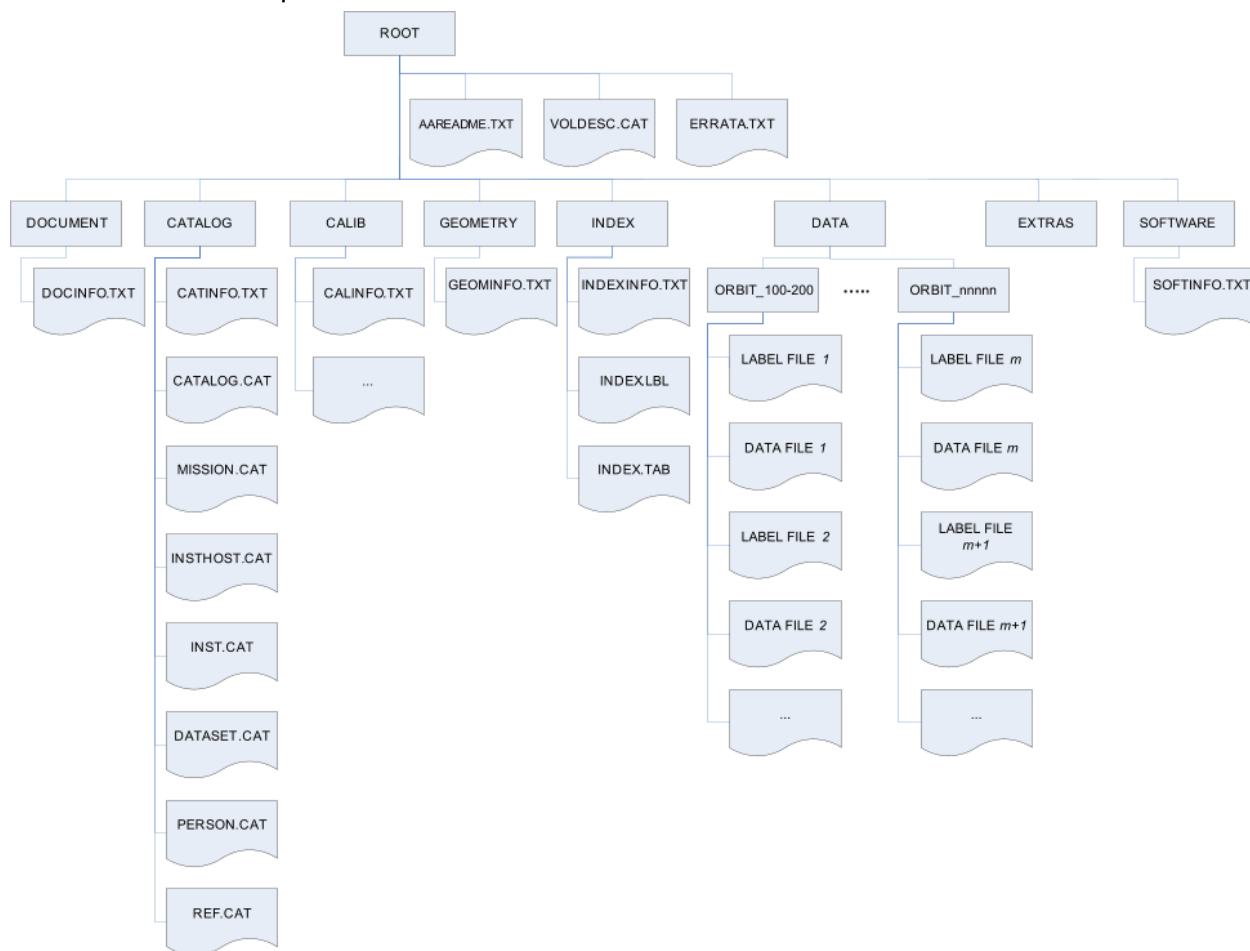 ROOT
AAREADME.TXT
VOLDESC.CAT
ERRATA.TXT
DOCUMENT
CATALOG
CALIB
GEOMETRY
INDEX
DATA
EXTRAS
SOFTWARE
DOCINFO.TXT
CATINFO.TXT
CALINFO.TXT
GEOMINFO.TXT
INDEXINFO.TXT
ORBIT_100-200
.....
ORBIT_nnnnn
SOFTINFO.TXT
CATALOG.CAT
...
INDEX.LBL
LABEL FILE 1
LABEL FILE m
MISSION.CAT
INDEX.TAB
DATA FILE 1
DATA FILE m
INSTHOST.CAT
LABEL FILE 2
LABEL FILE
m+1
INST.CAT
DATA FILE 2
DATA FILE m+1
DATASET.CAT
...
...
PERSON.CAT
REF.CAT